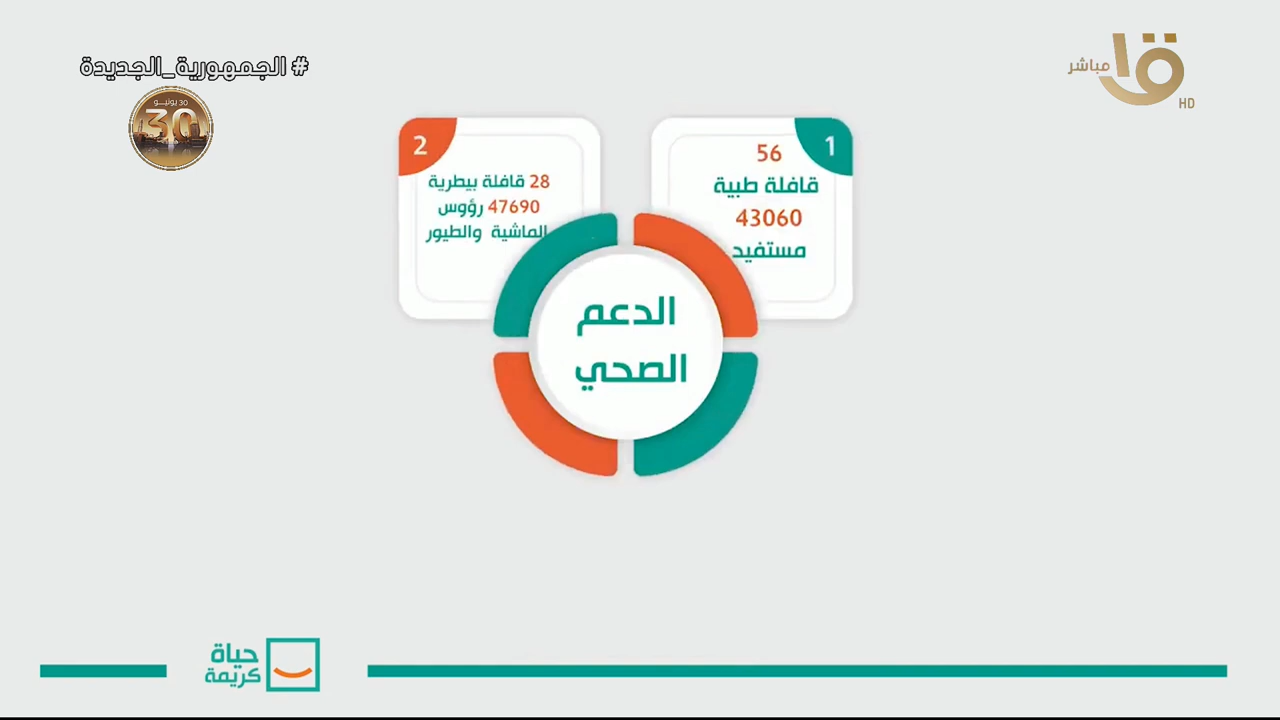 # الجمهورية_الجديدة
30 يونيو
30
مباشر
HD
1
56
قافلة طبية
43060
مستفيد
2
28 قافلة بيطرية
47690 رؤوس
الماشية والطيور
الدعم
الصحي
حياة
كريمة